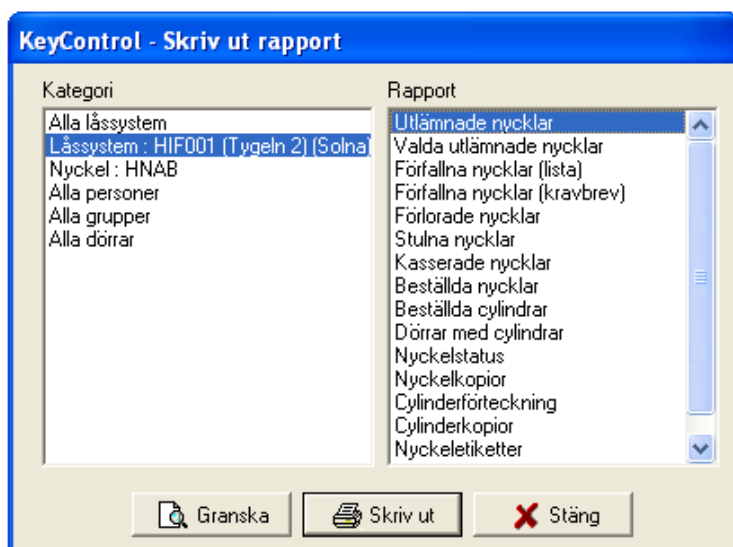 KeyControl - Skriv ut rapport
Kategori
Alla låssystem
Låssystem : HIF001 (Tygeln 2) (Solna)
Nyckel : HNAB
Alla personer
Alla grupper
Alla dörrar
Rapport
Utlämnade nycklar
Valda utlämnade nycklar
Förfallna nycklar (lista)
Förfallna nycklar (kravbrev)
Förlorade nycklar
Stulna nycklar
Kasserade nycklar
Beställda nycklar
Beställda cylindrar
Dörrar med cylindrar
Nyckelstatus
Nyckelkopior
Cylinderförteckning
Cylinderkopior
Nyckeletiketter
Granska
Skriv ut
Stäng